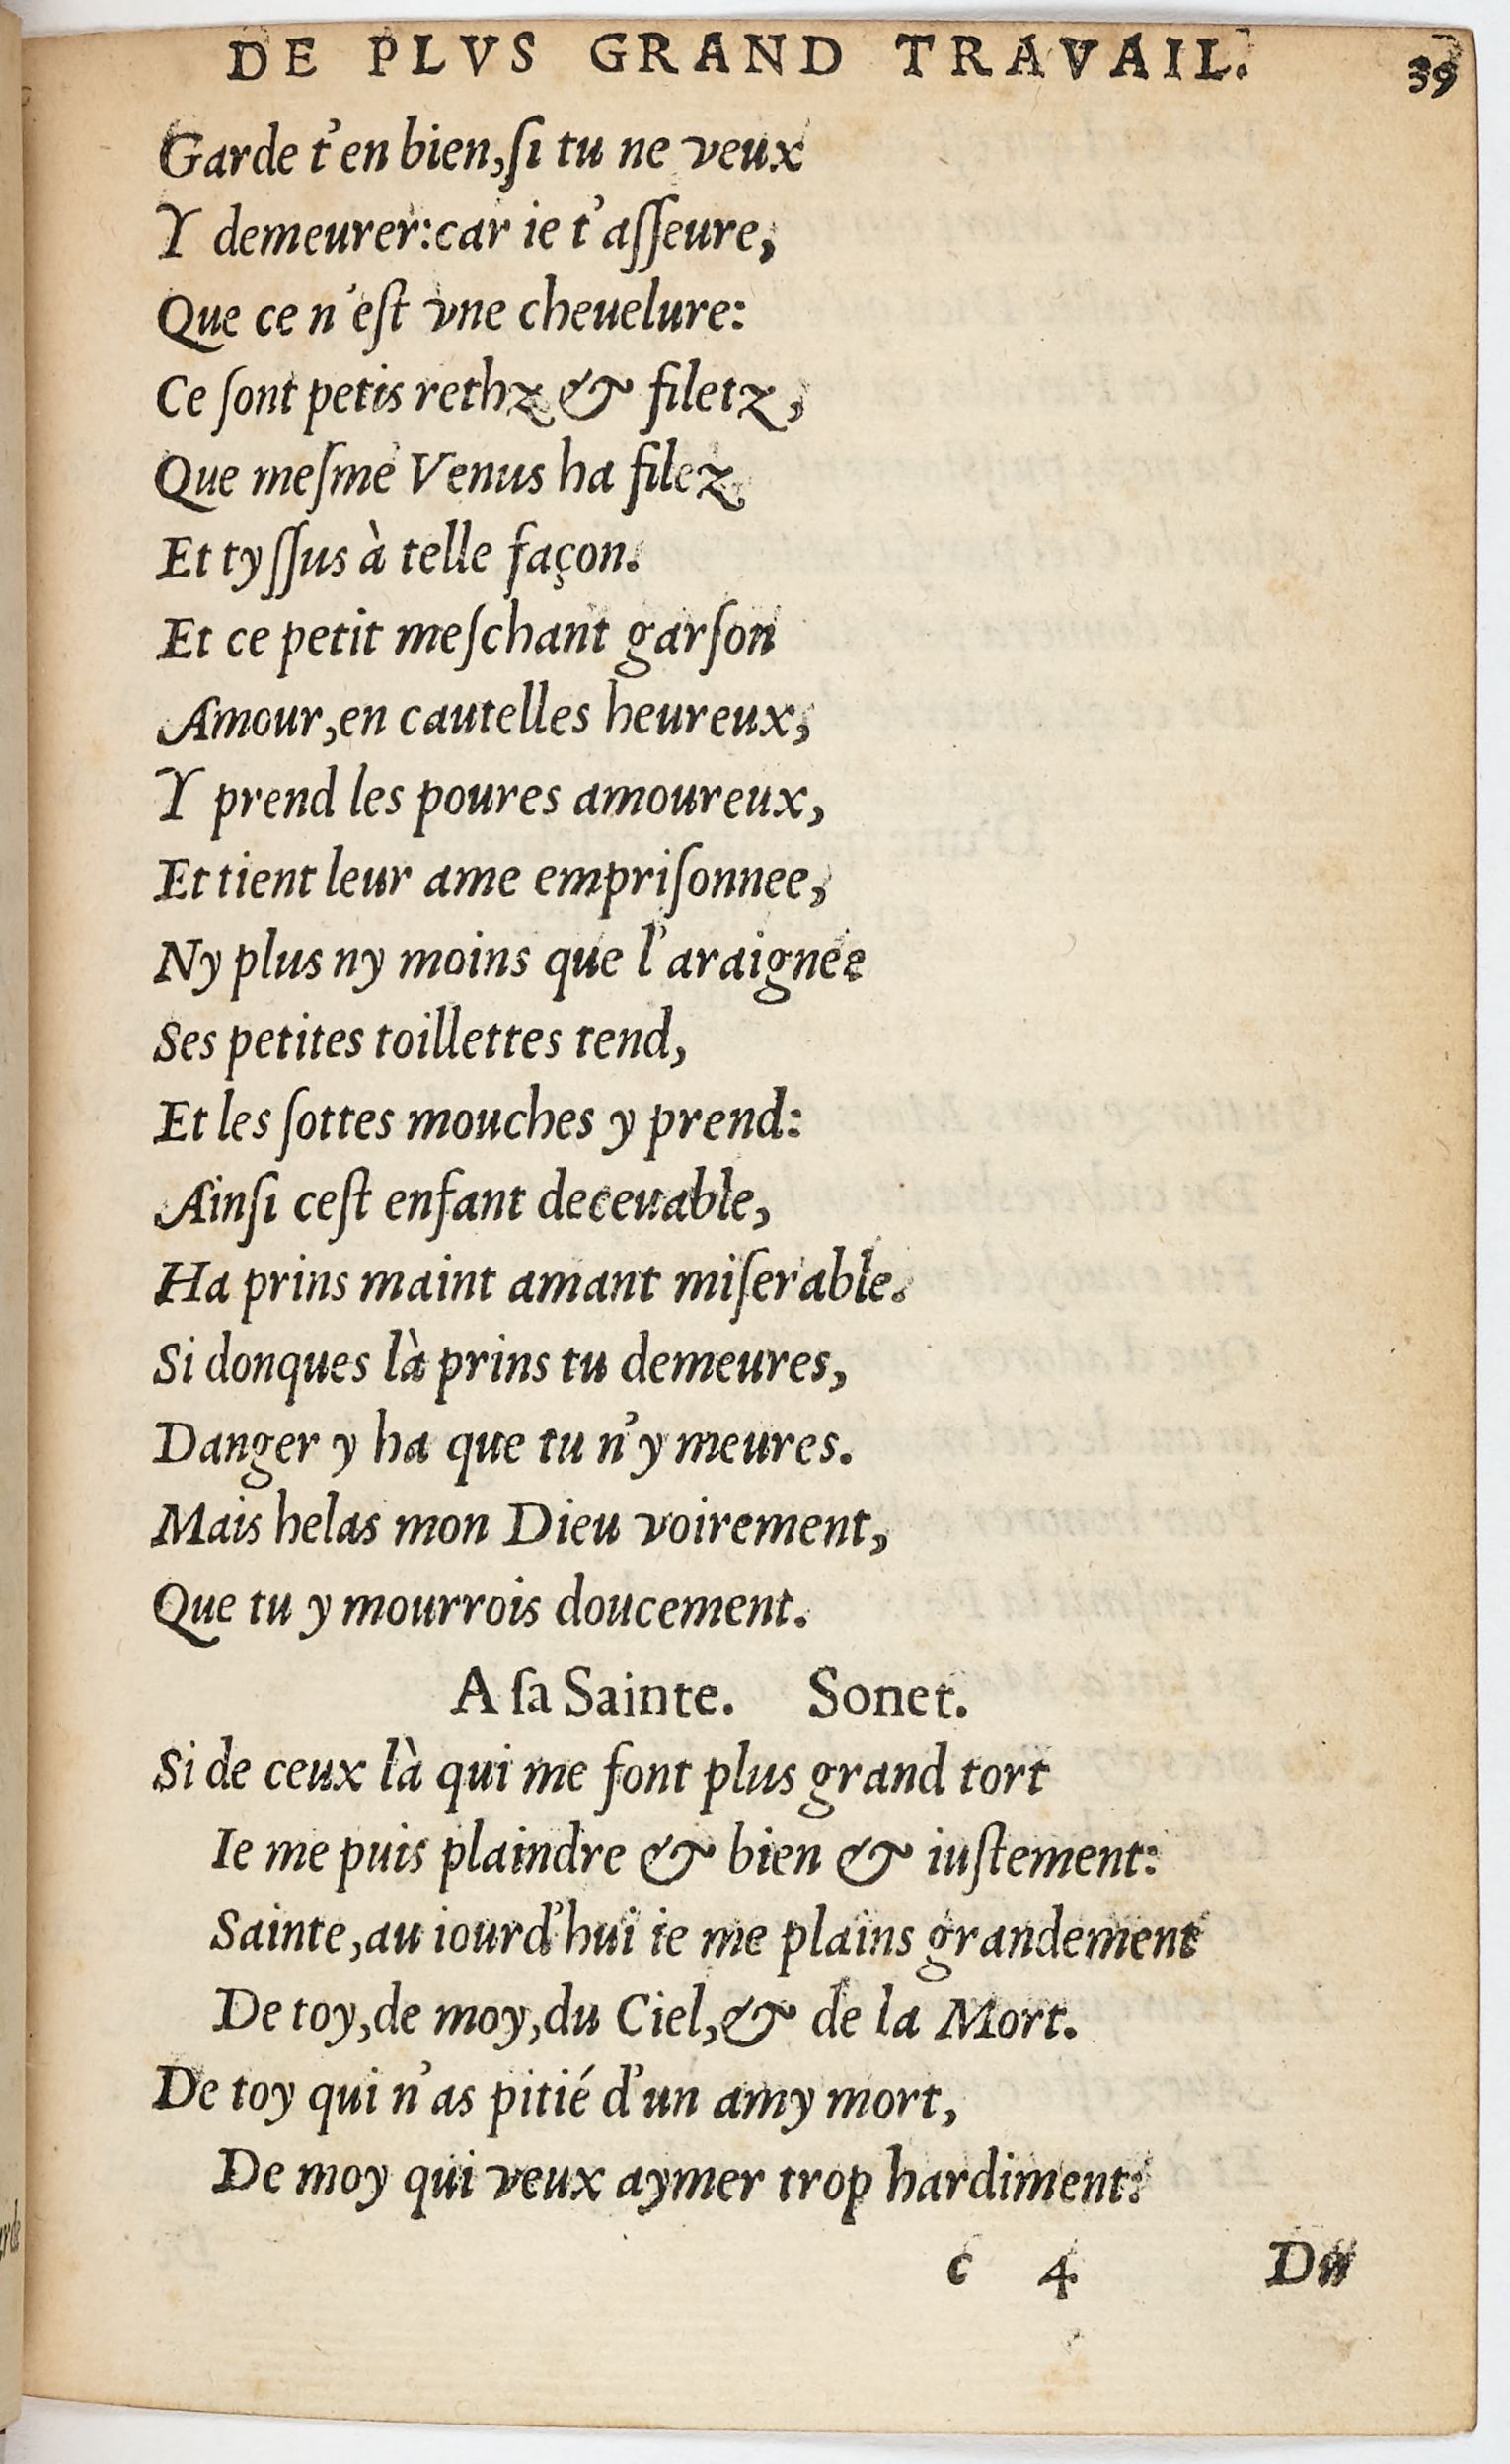 DE PLVS GRAND TRAVAIL. 39
Garde t'en bien, ſi tu ne veux
Y demeurer: car ie t'aſſeure,
Que ce n'eſt vne cheuelure:
Ce ſont petis rethz & filetz,
Que meſme Venus ha filez
Et tyſſus à telle façon.
Et ce petit meſchant garſon
Amour, en cautelles heureux,
Y prend les poures amoureux,
Et tient leur ame empriſonnee,
Ny plus ny moins que l'araignée
Ses petites toillettes tend,
Et les ſottes mouches y prend:
Ainſi ceſt enfant deceuable,
Ha prins maint amant miſerable.
Si donques là prins tu demeures,
Danger y ha que tu n'y meures.
Mais helas mon Dieu voirement,
Que tu y mourrois doucement.
A ſa Sainte. Sonet.
Si de ceux là qui me font plus grand tort
Ie me puis plaindre & bien & iuſtement:
Sainte, au iourd'hui ie me plains grandement
De toy, de moy, du Ciel, & de la Mort.
De toy qui n'as pitié d'un amy mort,
De moy qui veux aymer trop hardiment:
c 4 Du